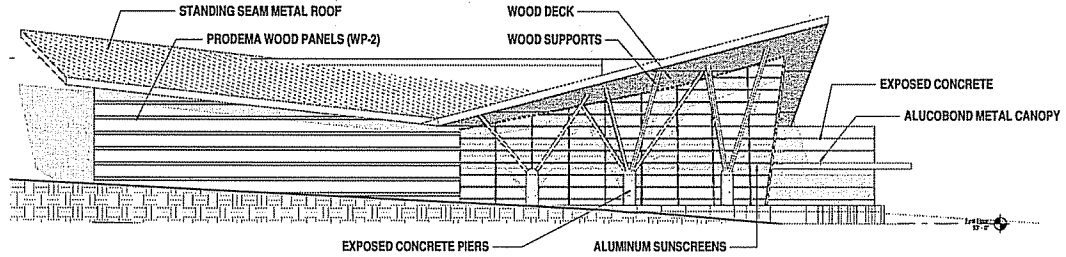 STANDING SEAM METAL ROOF
WOOD DECK
PRODEMA WOOD PANELS (WP-2)
WOOD SUPPORTS
EXPOSED CONCRETE
ALUCOBOND METAL CANOPY
EXPOSED CONCRETE PIERS
ALUMINUM SUNSCREENS